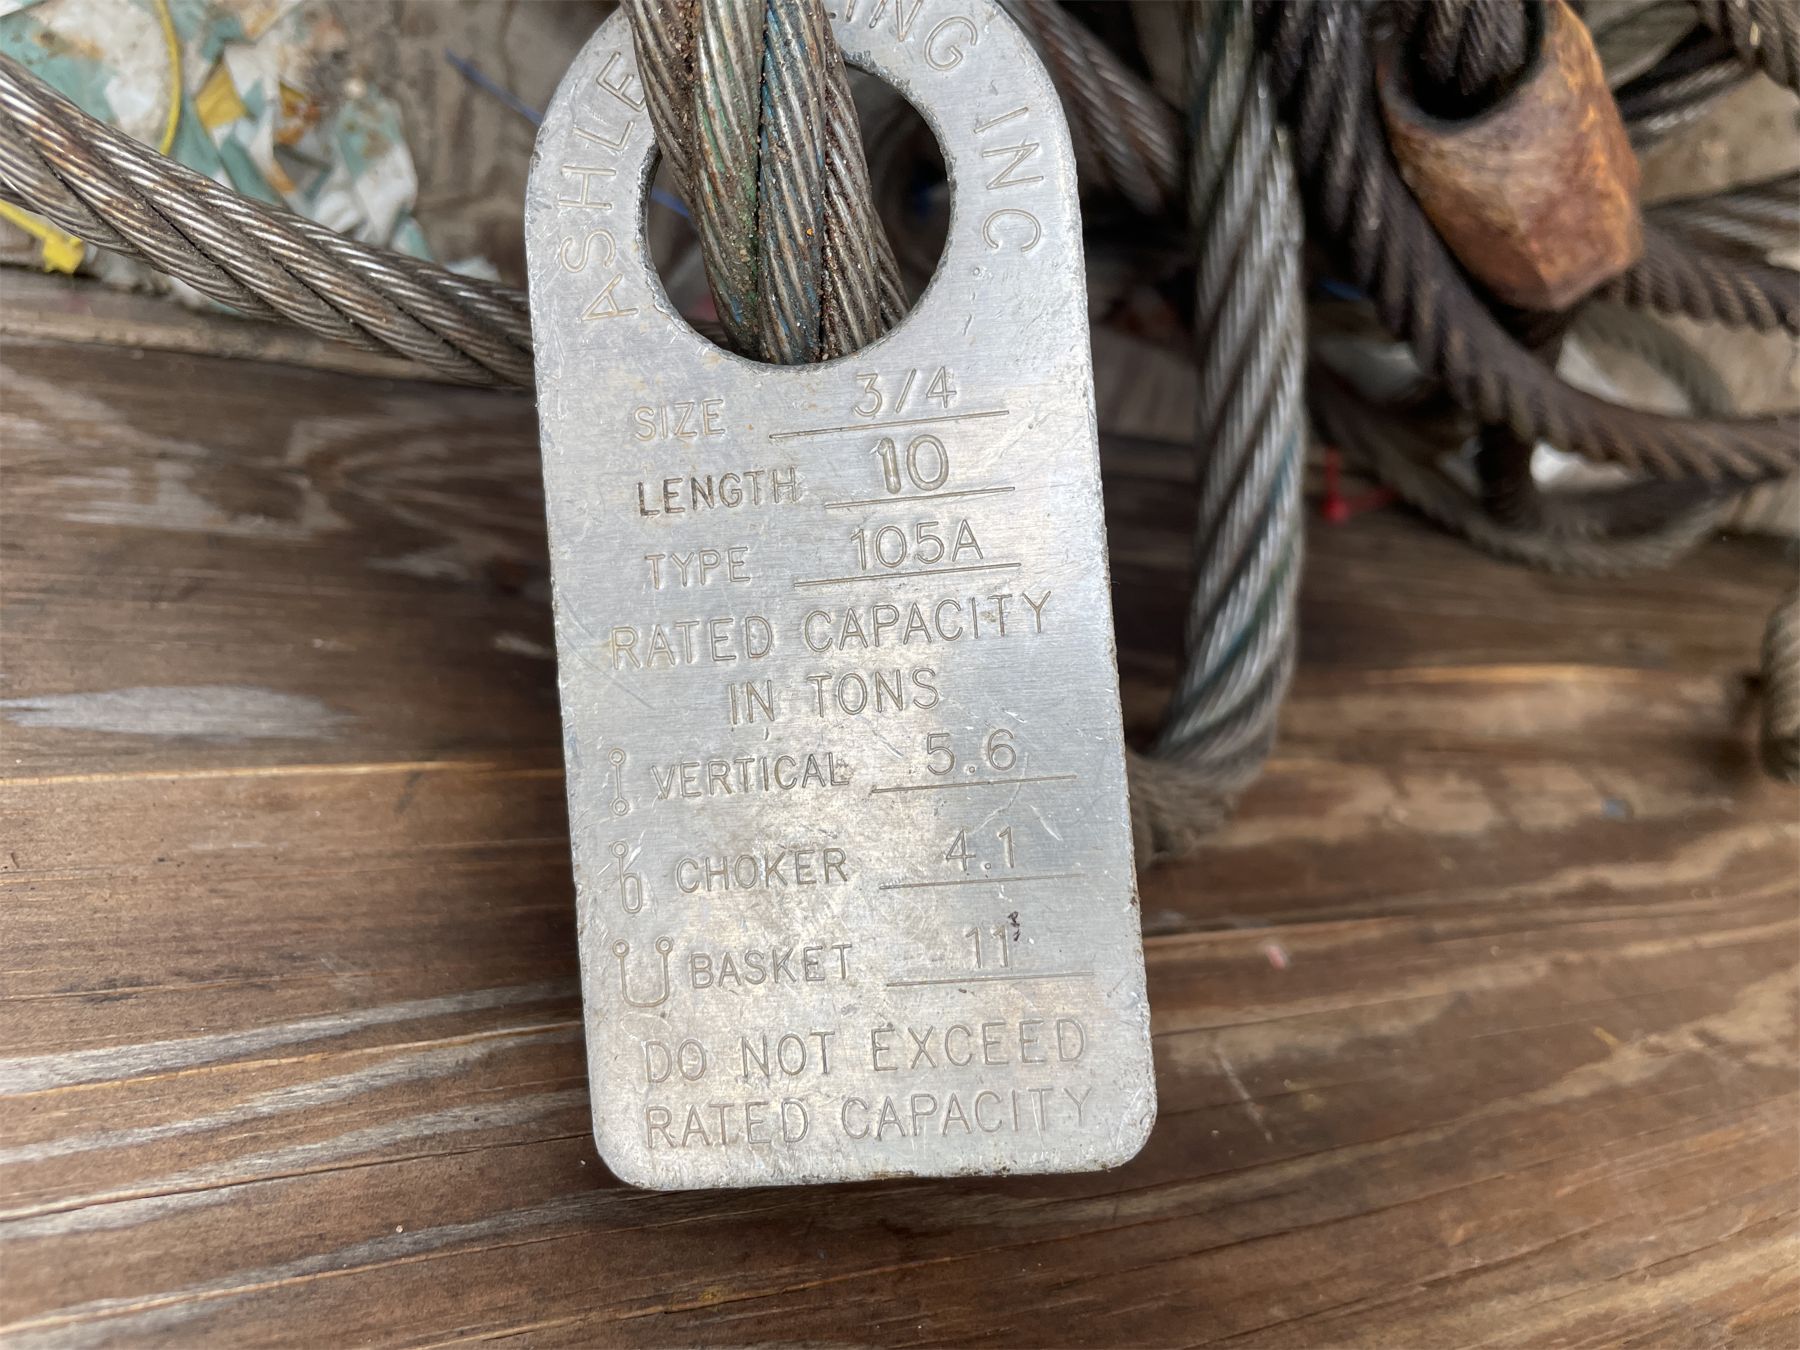 ASHLE LING INC.
SIZE 3/4
LENGTH 10
TYPE 105A
RATED CAPACITY
IN TONS
VERTICAL 5.6
CHOKER 4.1
BASKET 11
DO NOT EXCEED
RATED CAPACITY